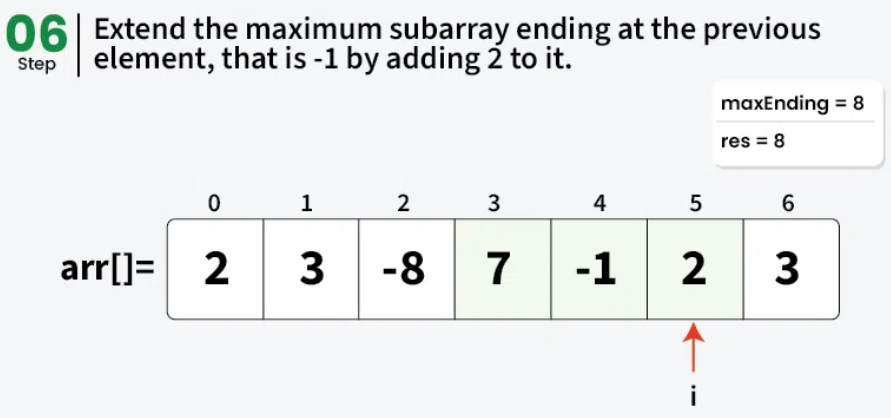 06
Step
Extend the maximum subarray ending at the previous
element, that is -1 by adding 2 to it.
maxEnding = 8
res = 8
0 1 2 3 4 5 6
arr[]= 2 3 -8 7 -1 2 3
i